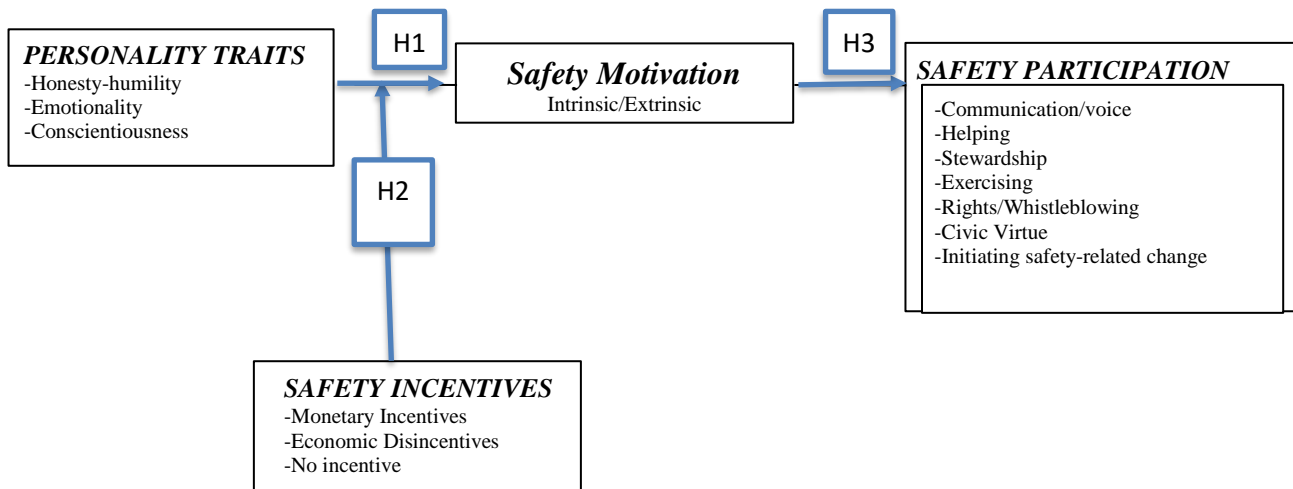 H1
H3
PERSONALITY TRAITS
-Honesty-humility
-Emotionality
-Conscientiousness
Safety Motivation
Intrinsic/Extrinsic
SAFETY PARTICIPATION
-Communication/voice
-Helping
-Stewardship
-Exercising
-Rights/Whistleblowing
-Civic Virtue
-Initiating safety-related change
H2
SAFETY INCENTIVES
-Monetary Incentives
-Economic Disincentives
-No incentive